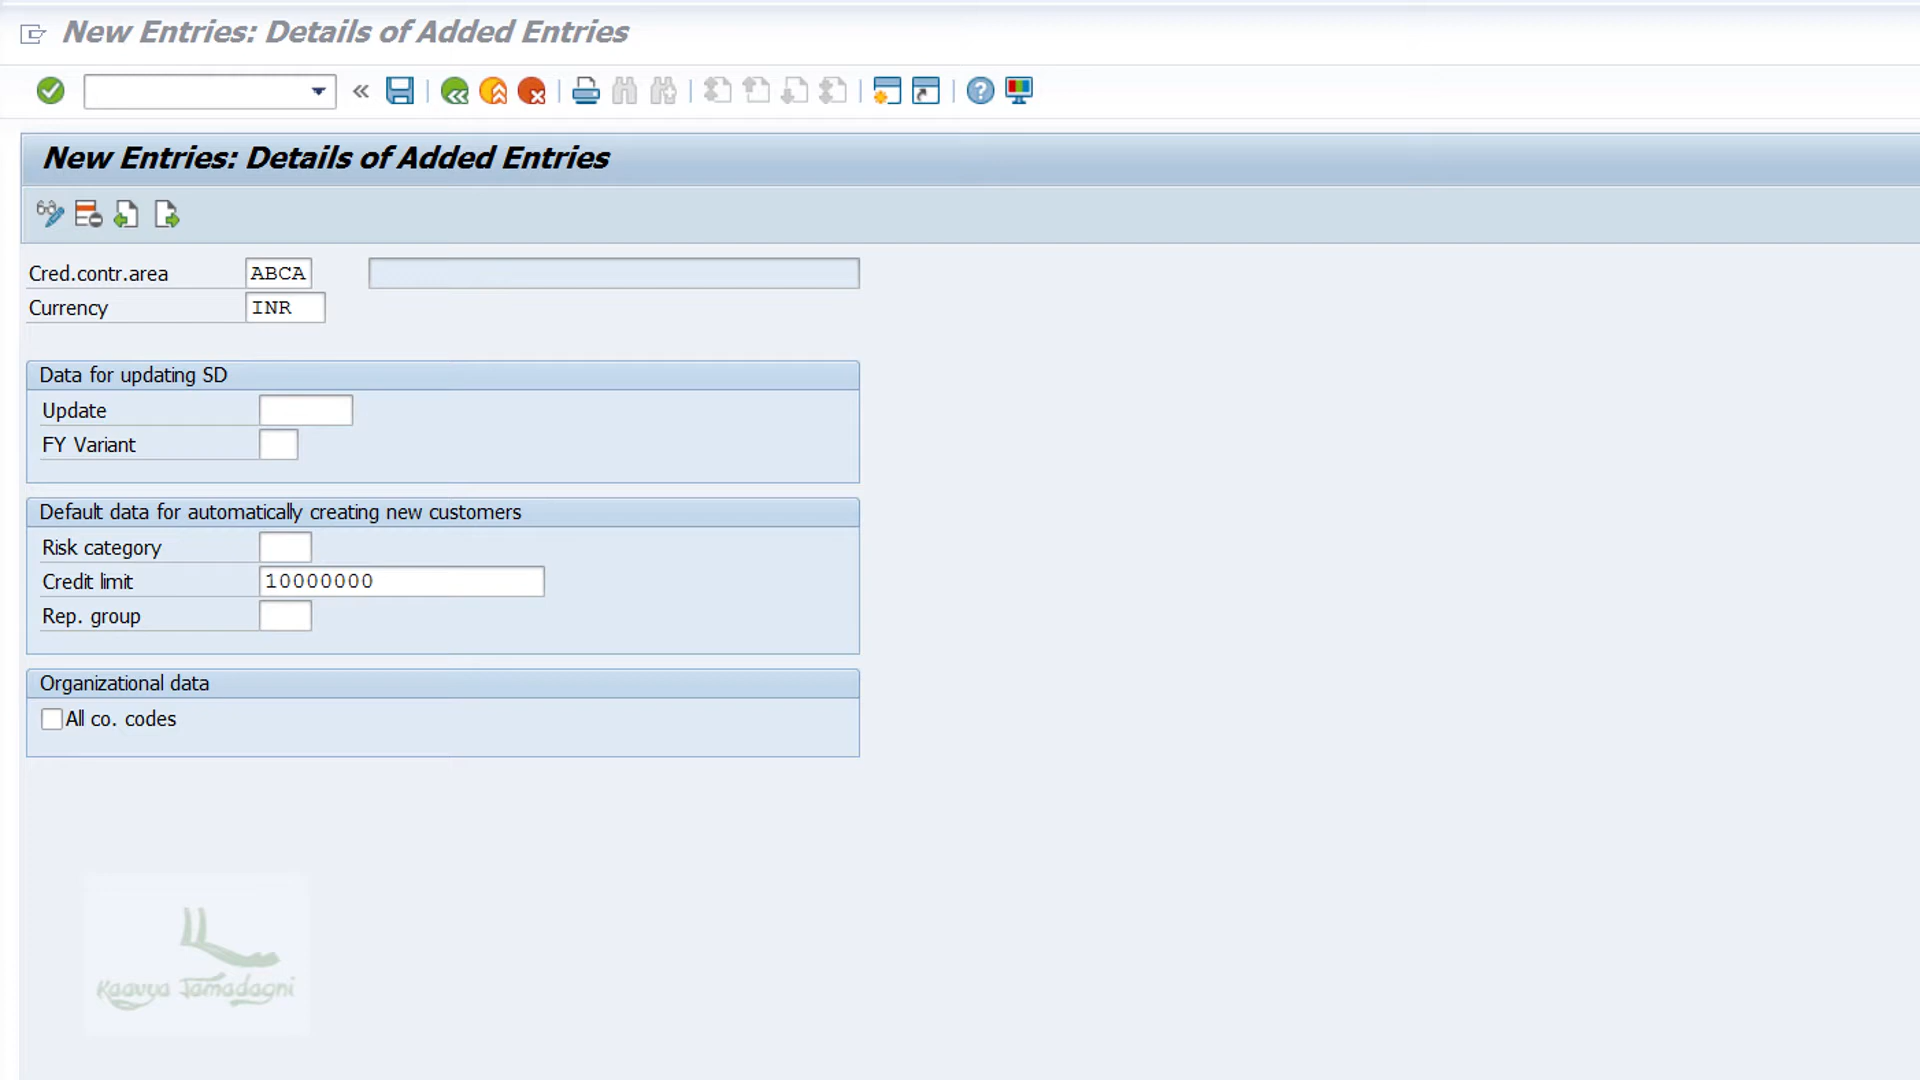 New Entries: Details of Added Entries
New Entries: Details of Added Entries
Cred.contr.area ABCA
Currency INR
Data for updating SD
Update
FY Variant
Default data for automatically creating new customers
Risk category
Credit limit 10000000
Rep. group
Organizational data
All co. codes
Kaavya Jamadagni